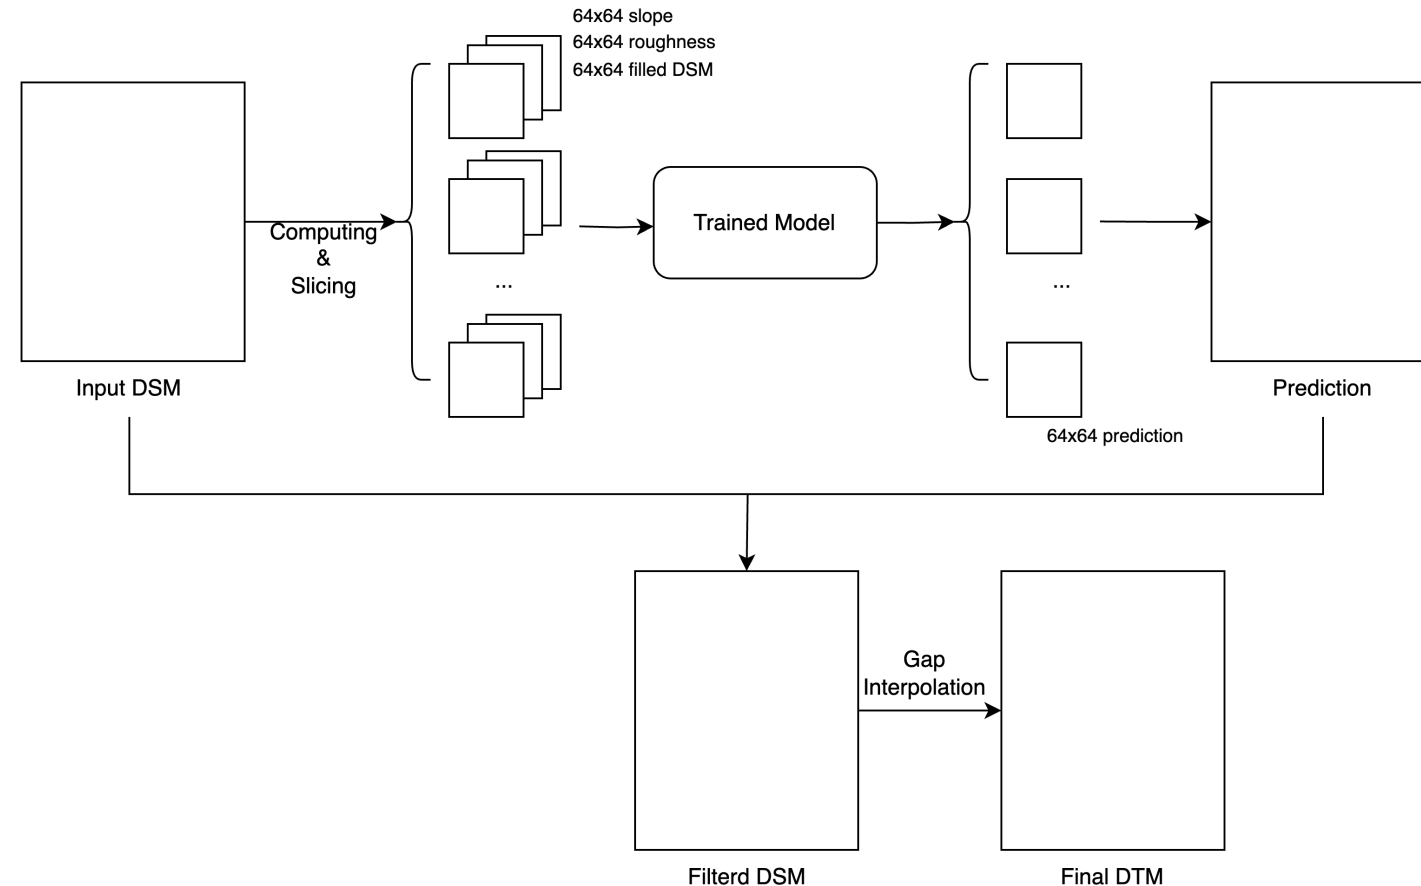 64x64 slope
64x64 roughness
64x64 filled DSM
Computing
&
Slicing
...
Trained Model
...
Input DSM
Prediction
64x64 prediction
Gap
Interpolation
Filterd DSM
Final DTM